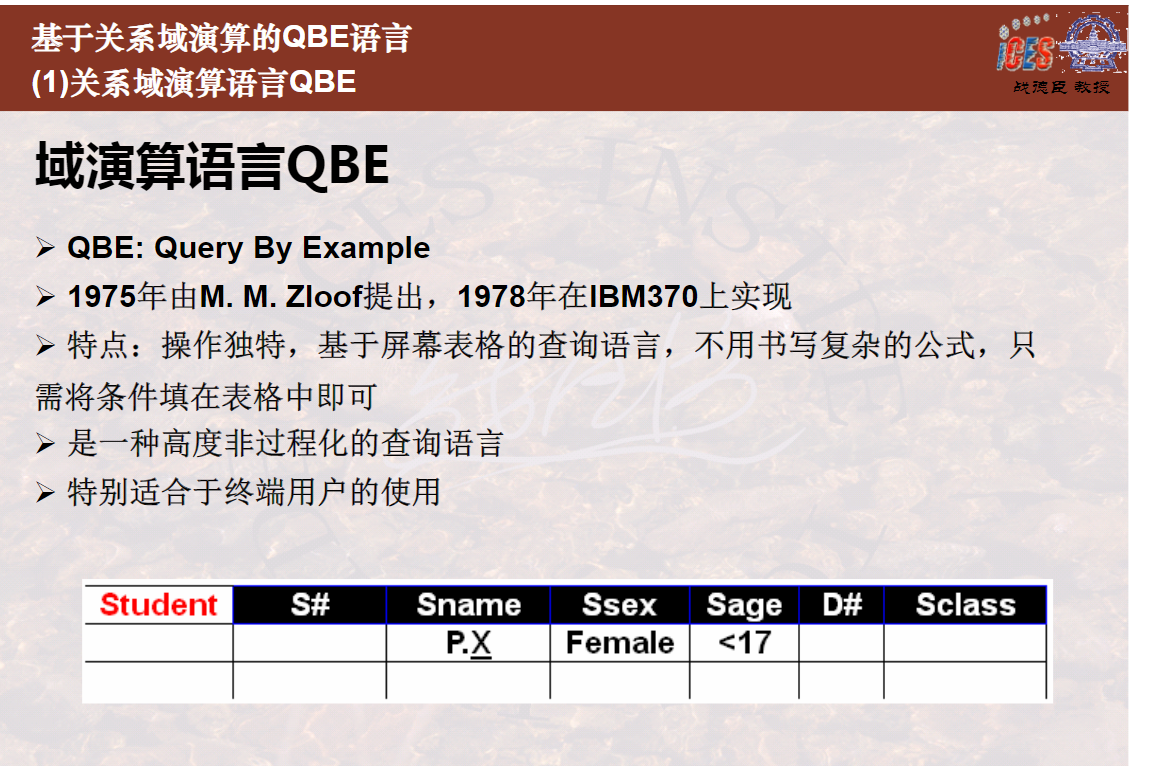 基于关系域演算的QBE语言
(1)关系域演算语言QBE
iCES
战德臣 教授
域演算语言QBE
➢ QBE: Query By Example
➢ 1975年由M. M. Zloof提出，1978年在IBM370上实现
➢ 特点：操作独特，基于屏幕表格的查询语言，不用书写复杂的公式，只
需将条件填在表格中即可
➢ 是一种高度非过程化的查询语言
➢ 特别适合于终端用户的使用
Student S# Sname Ssex Sage D# Sclass
P.X Female <17